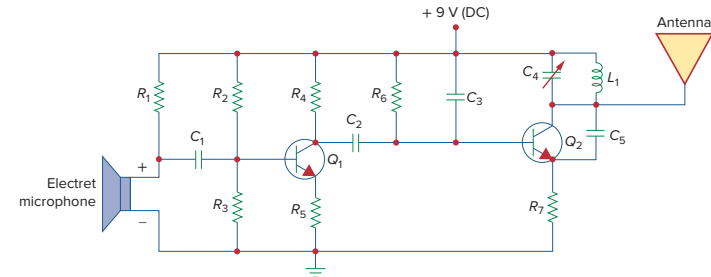 + 9 V (DC)
Antenna
C4
L1
R1
R2
R4
R6
C3
C1
C2
Q1
Q2
C5
+
Electret
microphone
R3
R5
R7
–